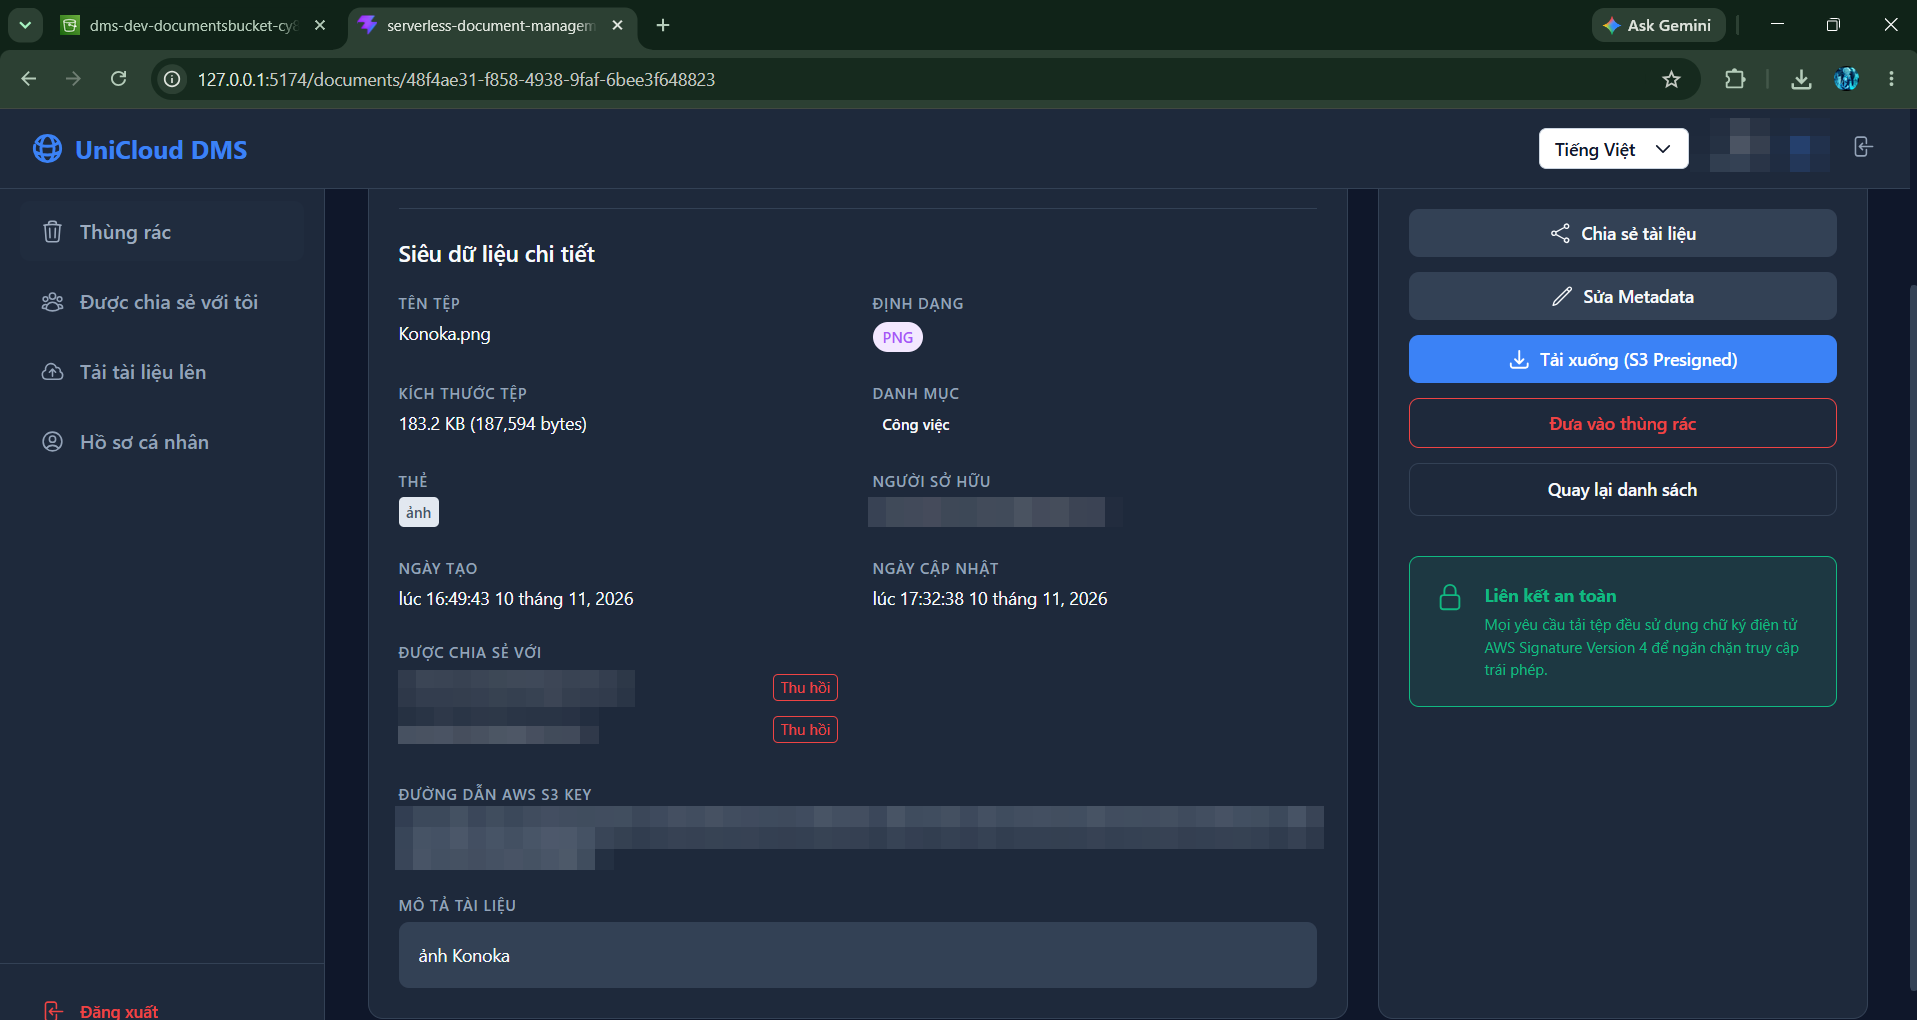 dms-dev-documentsbucket-cy8
serverless-document-managem
Ask Gemini
127.0.0.1:5174/documents/48f4ae31-f858-4938-9faf-6bee3f648823
UniCloud DMS
Tiếng Việt
Thùng rác
Được chia sẻ với tôi
Tải tài liệu lên
Hồ sơ cá nhân
Đăng xuất
Siêu dữ liệu chi tiết
TÊN TỆP
Konoka.png
ĐỊNH DẠNG
PNG
KÍCH THƯỚC TỆP
183.2 KB (187,594 bytes)
DANH MỤC
Công việc
THẺ
ảnh
NGƯỜI SỞ HỮU
NGÀY TẠO
lúc 16:49:43 10 tháng 11, 2026
NGÀY CẬP NHẬT
lúc 17:32:38 10 tháng 11, 2026
ĐƯỢC CHIA SẺ VỚI
Thu hồi
Thu hồi
ĐƯỜNG DẪN AWS S3 KEY
MÔ TẢ TÀI LIỆU
ảnh Konoka
Chia sẻ tài liệu
Sửa Metadata
Tải xuống (S3 Presigned)
Đưa vào thùng rác
Quay lại danh sách
Liên kết an toàn
Mọi yêu cầu tải tệp đều sử dụng chữ ký điện tử
AWS Signature Version 4 để ngăn chặn truy cập
trái phép.